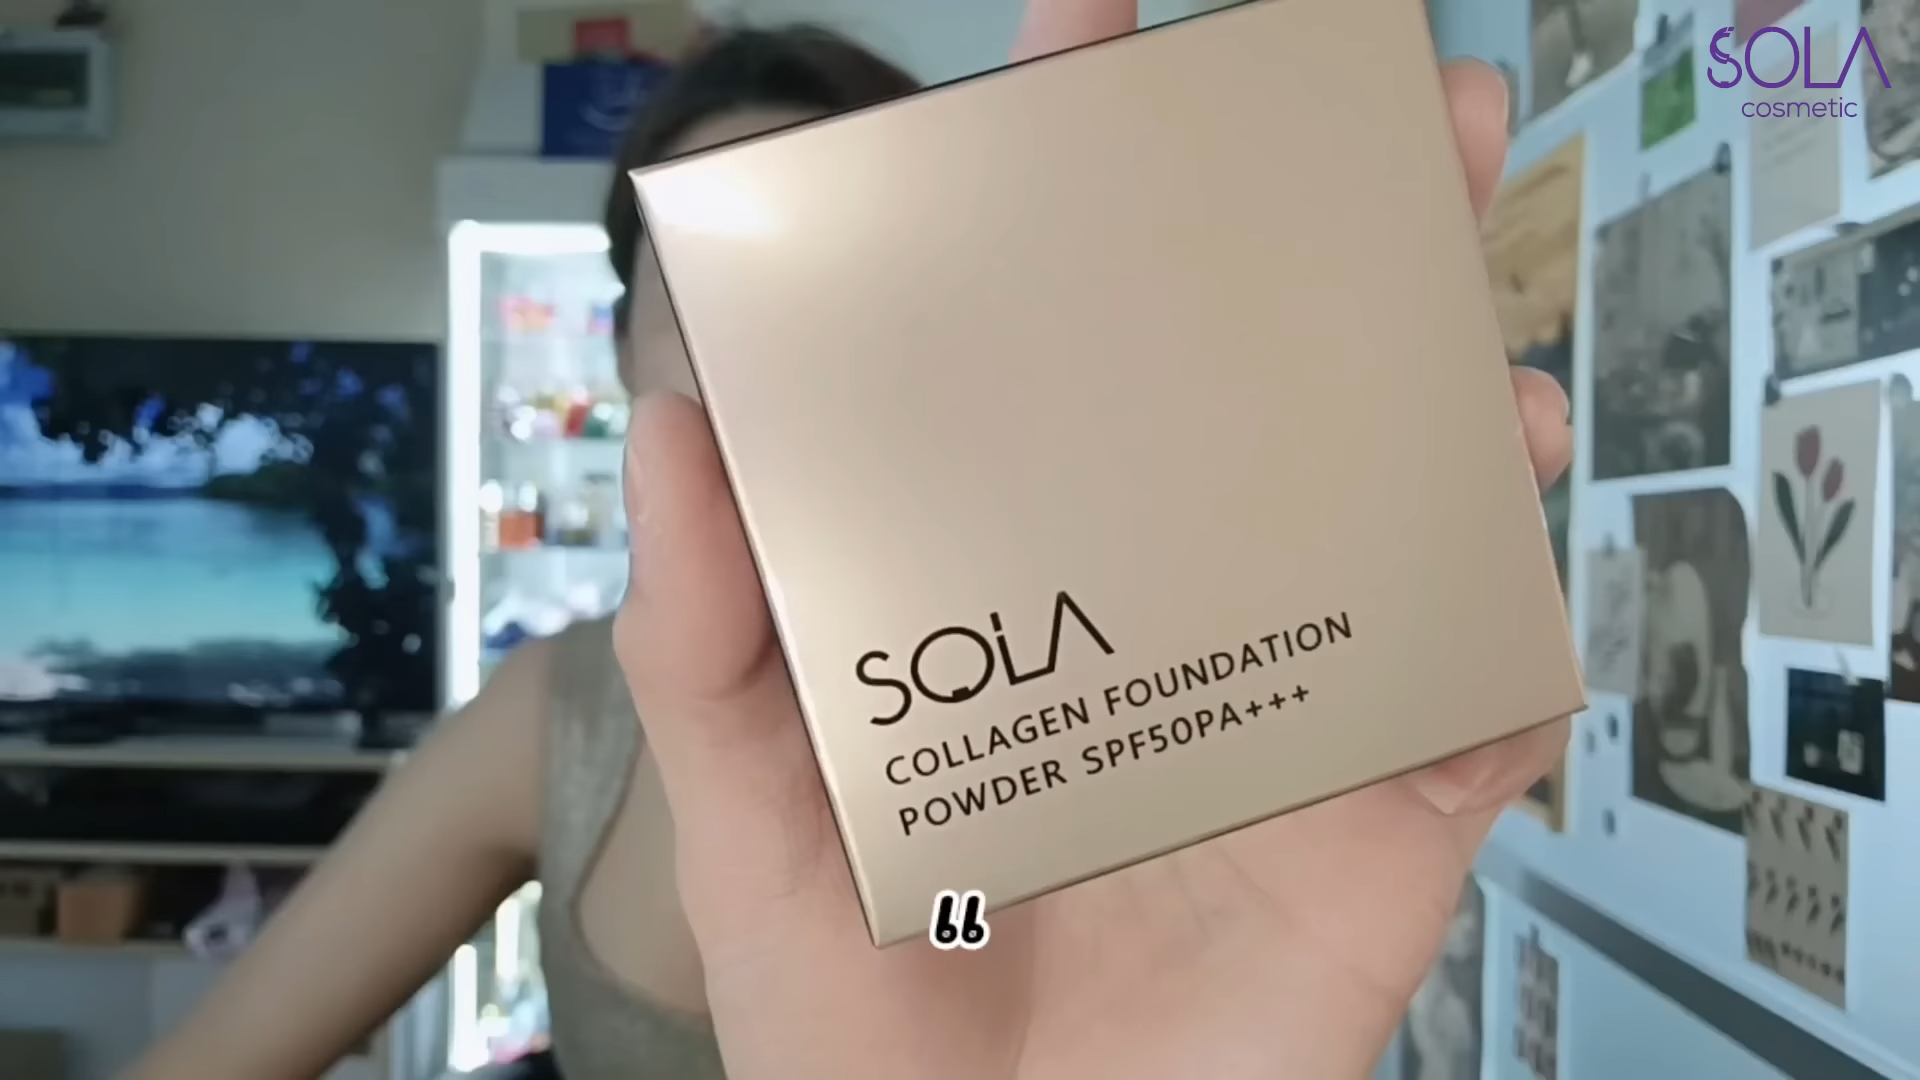 SOLA
cosmetic
SOLA
COLLAGEN FOUNDATION
POWDER SPF50PA+++
“